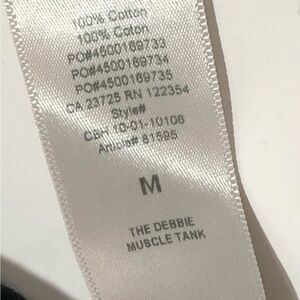 100% Cotton
100% Coton
PO#4500169733
PO#4500169734
PO#4500169735
CA 23725 RN 122354
Style#
CBH 10-01-10106
Article# 81595
M
THE DEBBIE
MUSCLE TANK